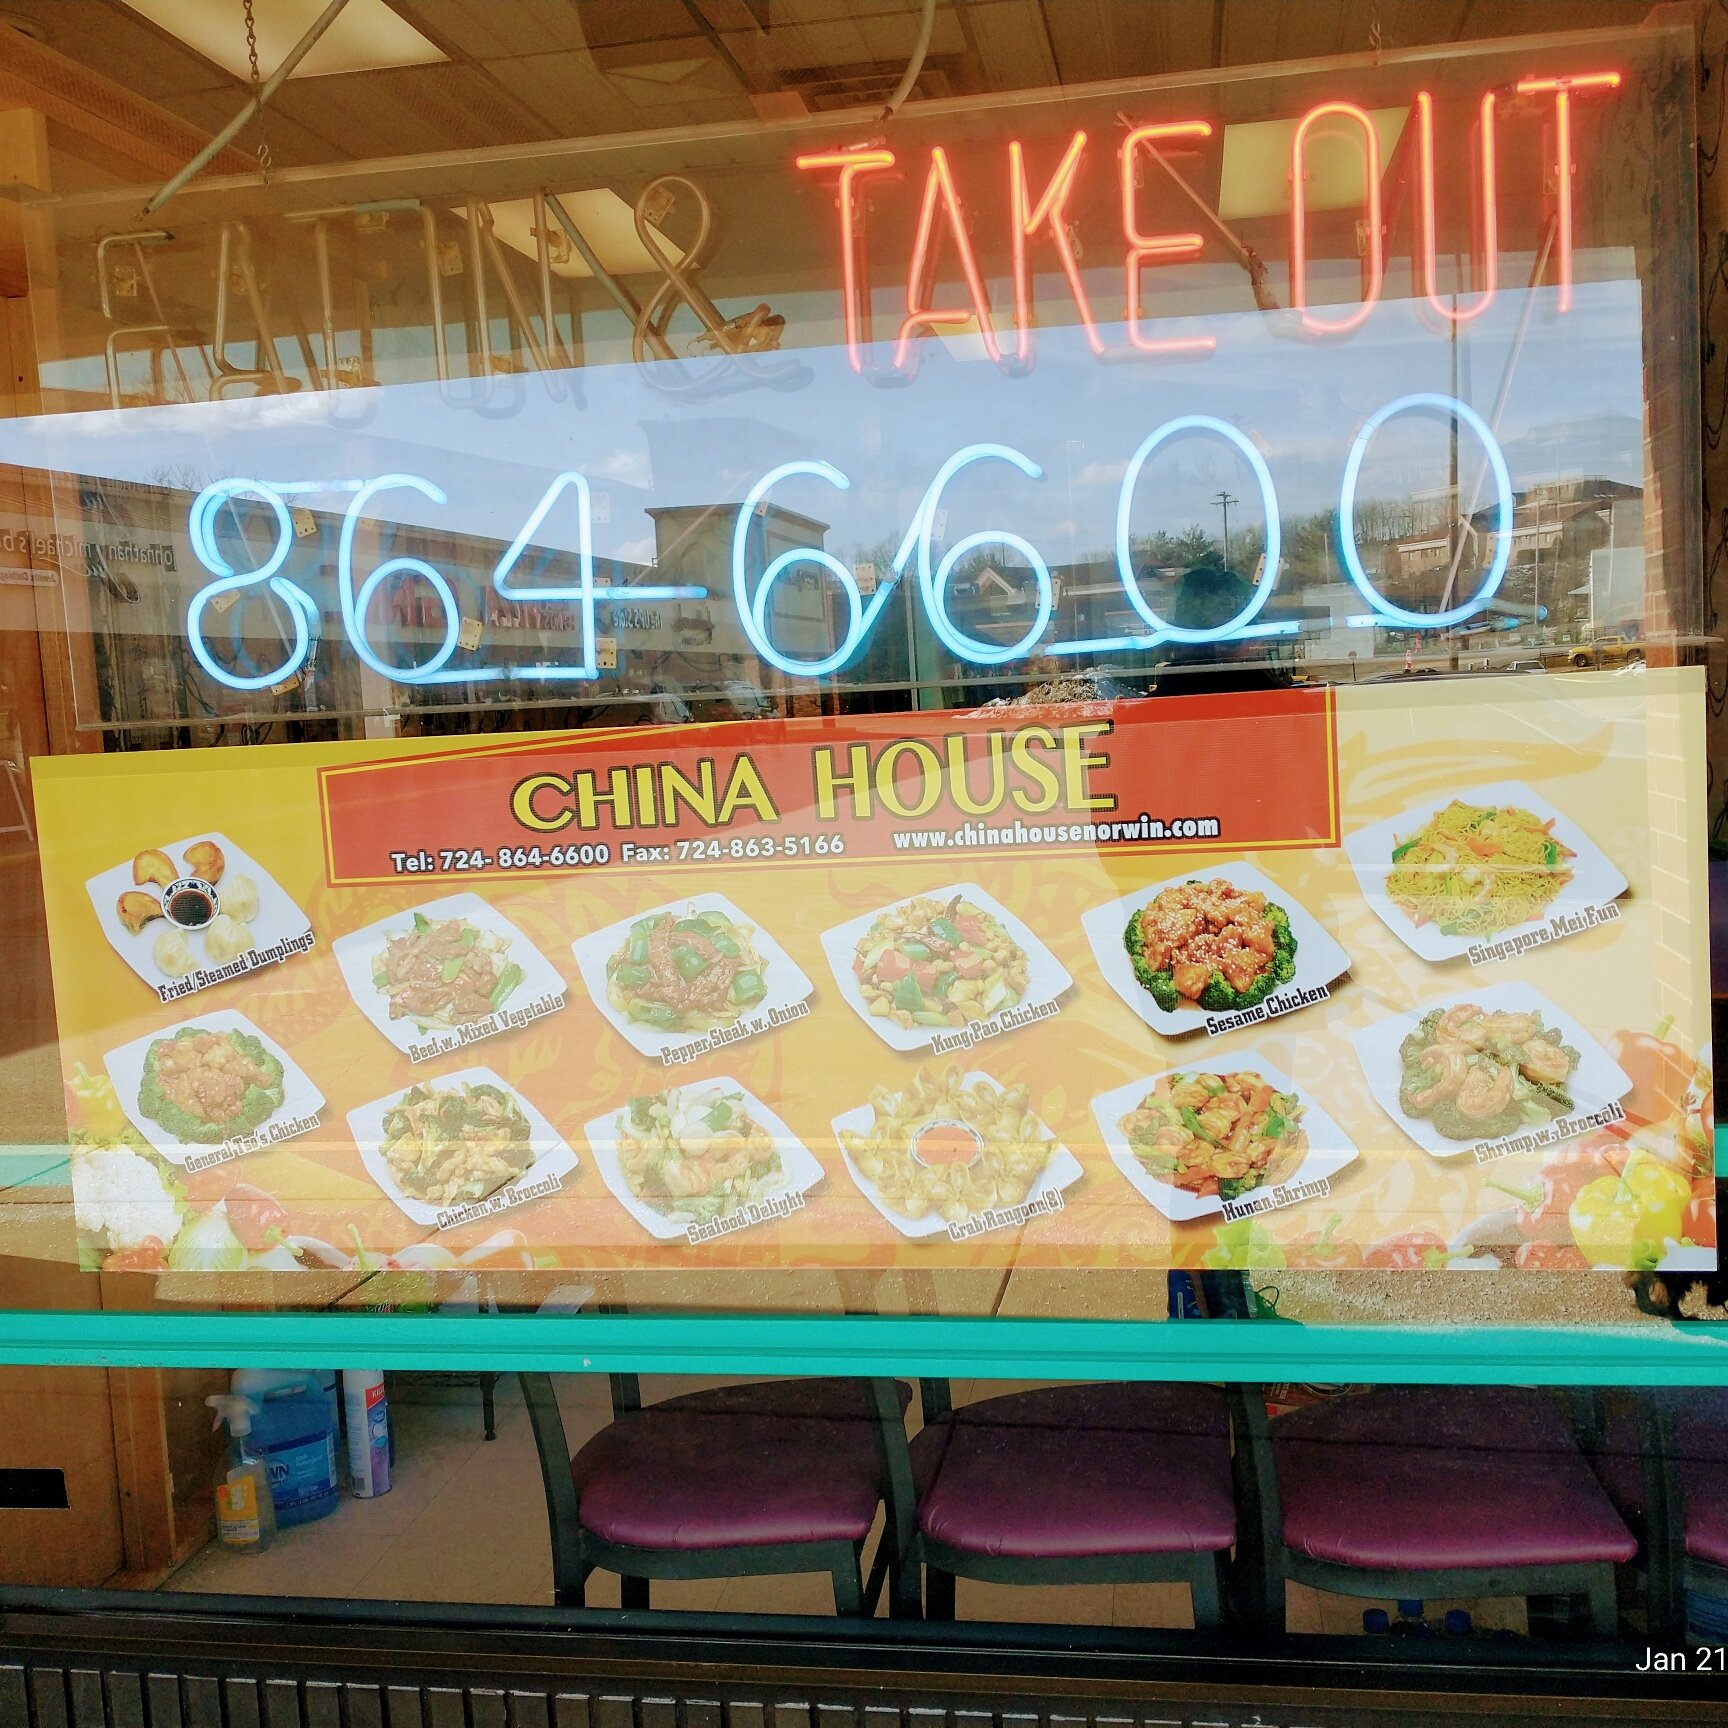 EAT IN & TAKE OUT
864-6600
CHINA HOUSE
Tel: 724- 864-6600 Fax: 724-863-5166 www.chinahousenorwin.com
Fried/Steamed Dumplings
Beef w. Mixed Vegetable
Pepper Steak w. Onion
Kung Pao Chicken
Sesame Chicken
Singapore Mei Fun
General Tso's Chicken
Chicken w. Broccoli
Seafood Delight
Crab Rangoon(8)
Hunan Shrimp
Shrimp w. Broccoli
Jan 21